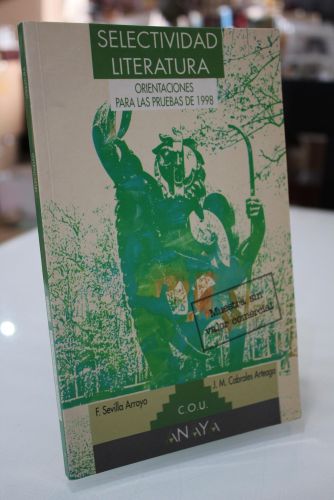 SELECTIVIDAD
LITERATURA
ORIENTACIONES
PARA LAS PRUEBAS DE 1998
Muestra sin
valor comercial
F. Sevilla Arroyo
J. M. Cabrales Arteaga
C.O.U.
ANAYA